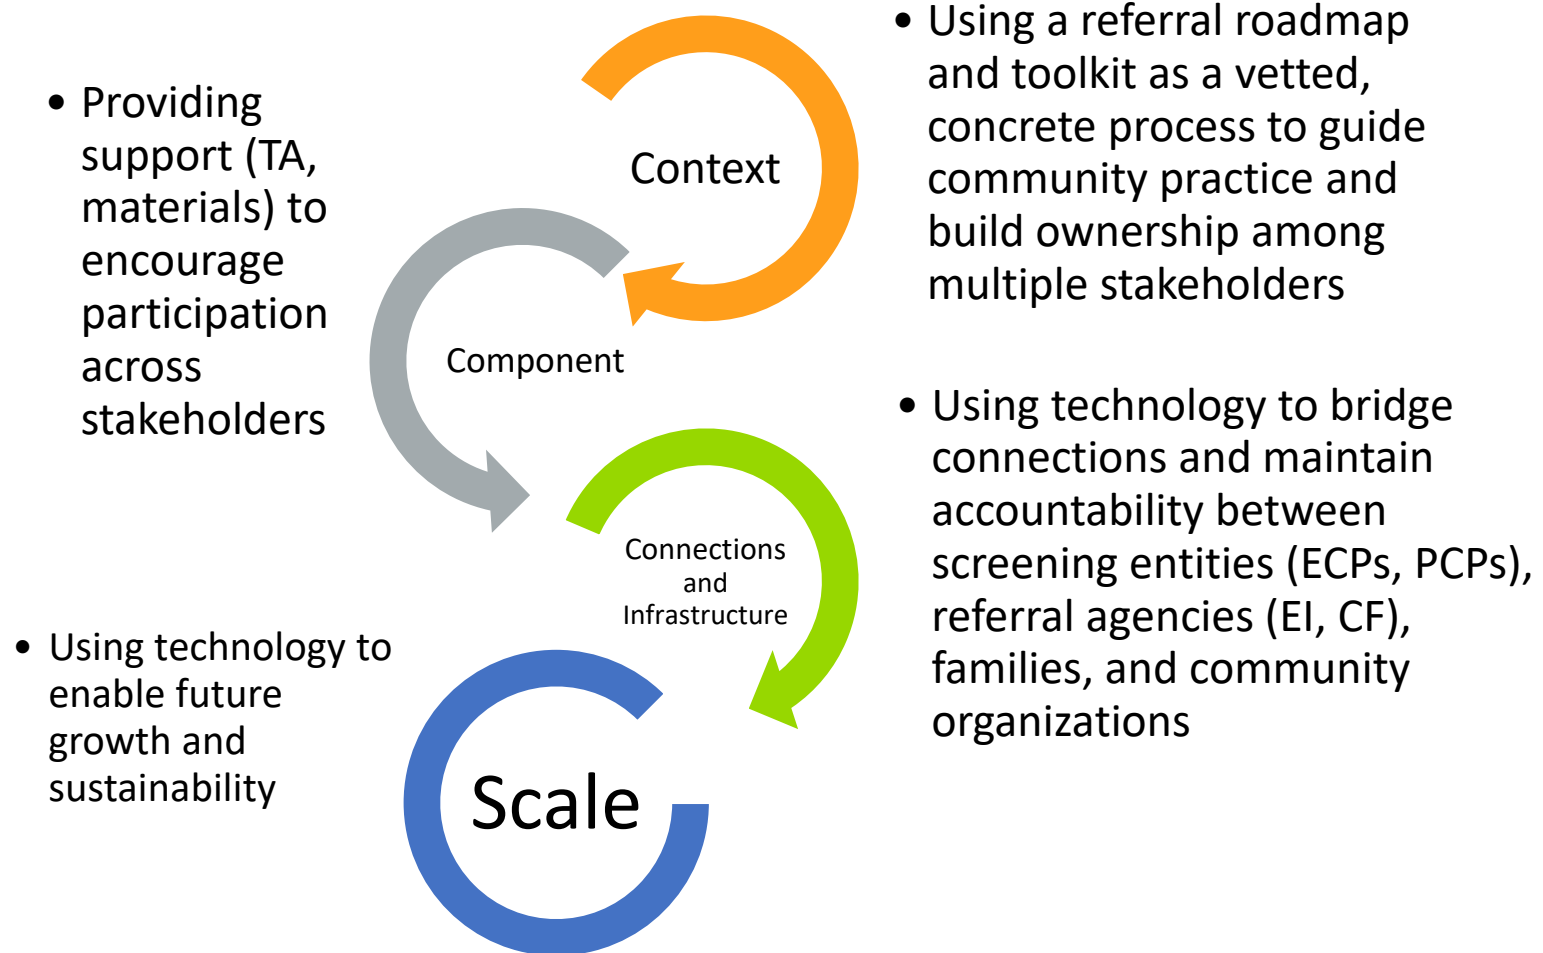 • Using a referral roadmap
and toolkit as a vetted,
concrete process to guide
community practice and
build ownership among
multiple stakeholders
Context
• Providing
support (TA,
materials) to
encourage
participation
across
stakeholders
Component
• Using technology to bridge
connections and maintain
accountability between
screening entities (ECPs, PCPs),
referral agencies (EI, CF),
families, and community
organizations
Connections
and
Infrastructure
• Using technology to
enable future
growth and
sustainability
Scale